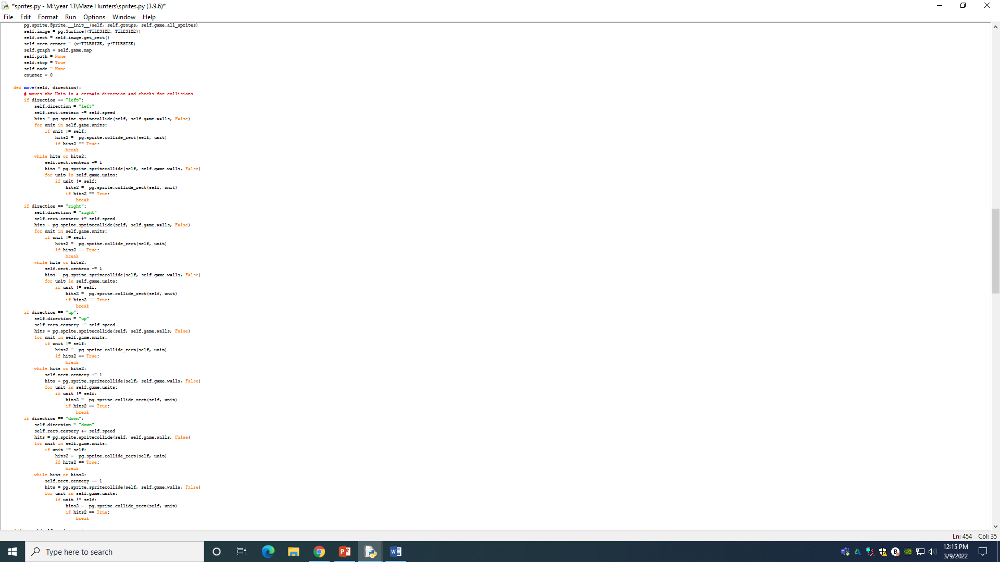 *sprites.py - M:\year 13\Maze Hunters\sprites.py (3.9.6)*
File Edit Format Run Options Window Help
        pg.sprite.Sprite.__init__(self, self.groups, self.game.all_sprites)
        self.image = pg.Surface((TILESIZE, TILESIZE))
        self.rect = self.image.get_rect()
        self.rect.center = (x*TILESIZE, y*TILESIZE)
        self.graph = self.game.map
        self.path = None
        self.stop = True
        self.node = None
        counter = 0
    def move(self, direction):
        # moves the Unit in a certain direction and checks for collisions
        if direction == "left":
            self.direction = "left"
            self.rect.centerx -= self.speed
            hits = pg.sprite.spritecollide(self, self.game.walls, False)
            for unit in self.game.units:
                if unit != self:
                    hits2 =  pg.sprite.collide_rect(self, unit)
                    if hits2 == True:
                        break
            while hits or hits2:
                self.rect.centerx += 1
                hits = pg.sprite.spritecollide(self, self.game.walls, False)
                for unit in self.game.units:
                    if unit != self:
                        hits2 =  pg.sprite.collide_rect(self, unit)
                        if hits2 == True:
                            break
        if direction == "right":
            self.direction = "right"
            self.rect.centerx += self.speed
            hits = pg.sprite.spritecollide(self, self.game.walls, False)
            for unit in self.game.units:
                if unit != self:
                    hits2 =  pg.sprite.collide_rect(self, unit)
                    if hits2 == True:
                        break
            while hits or hits2:
                self.rect.centerx -= 1
                hits = pg.sprite.spritecollide(self, self.game.walls, False)
                for unit in self.game.units:
                    if unit != self:
                        hits2 =  pg.sprite.collide_rect(self, unit)
                        if hits2 == True:
                            break
        if direction == "up":
            self.direction = "up"
            self.rect.centery -= self.speed
            hits = pg.sprite.spritecollide(self, self.game.walls, False)
            for unit in self.game.units:
                if unit != self:
                    hits2 =  pg.sprite.collide_rect(self, unit)
                    if hits2 == True:
                        break
            while hits or hits2:
                self.rect.centery += 1
                hits = pg.sprite.spritecollide(self, self.game.walls, False)
                for unit in self.game.units:
                    if unit != self:
                        hits2 =  pg.sprite.collide_rect(self, unit)
                        if hits2 == True:
                            break
        if direction == "down":
            self.direction = "down"
            self.rect.centery += self.speed
            hits = pg.sprite.spritecollide(self, self.game.walls, False)
            for unit in self.game.units:
                if unit != self:
                    hits2 =  pg.sprite.collide_rect(self, unit)
                    if hits2 == True:
                        break
            while hits or hits2:
                self.rect.centery -= 1
                hits = pg.sprite.spritecollide(self, self.game.walls, False)
                for unit in self.game.units:
                    if unit != self:
                        hits2 =  pg.sprite.collide_rect(self, unit)
                        if hits2 == True:
                            break
Ln: 454 Col: 35
Type here to search
12:15 PM
3/9/2022